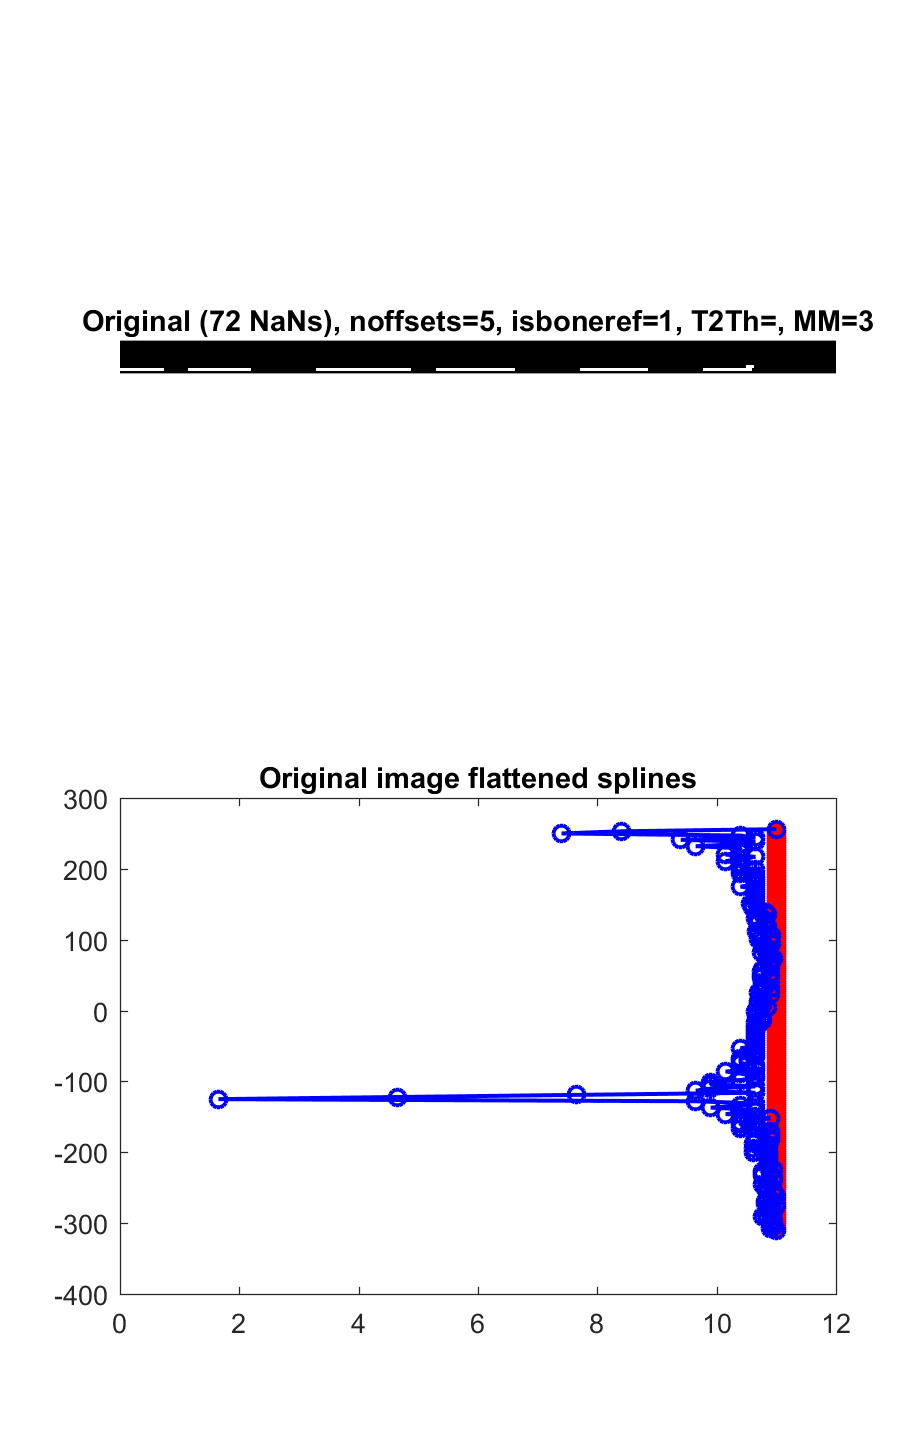 Original (72 NaNs), noffsets=5, isboneref=1, T2Th=, MM=3
Original image flattened splines
300
200
100
0
-100
-200
-300
-400
0 2 4 6 8 10 12